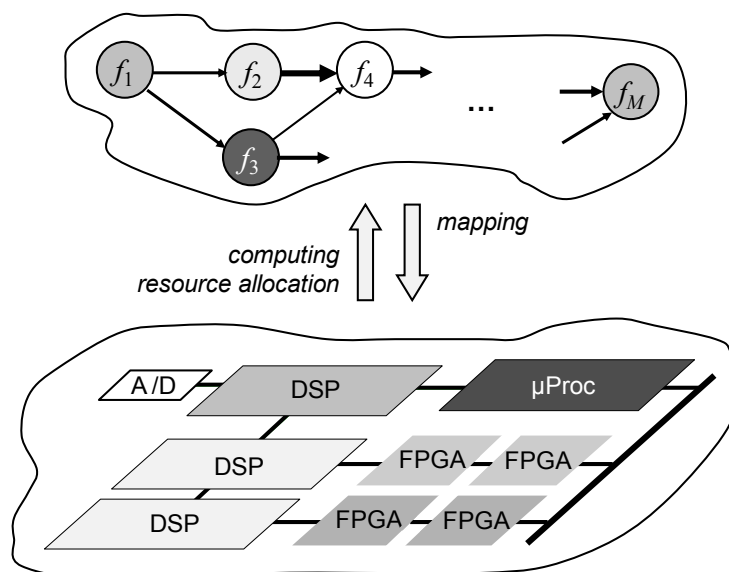 f1 f2 f4 fM
...
f3
mapping
computing
resource allocation
A/D DSP µProc
DSP FPGA FPGA
DSP FPGA FPGA